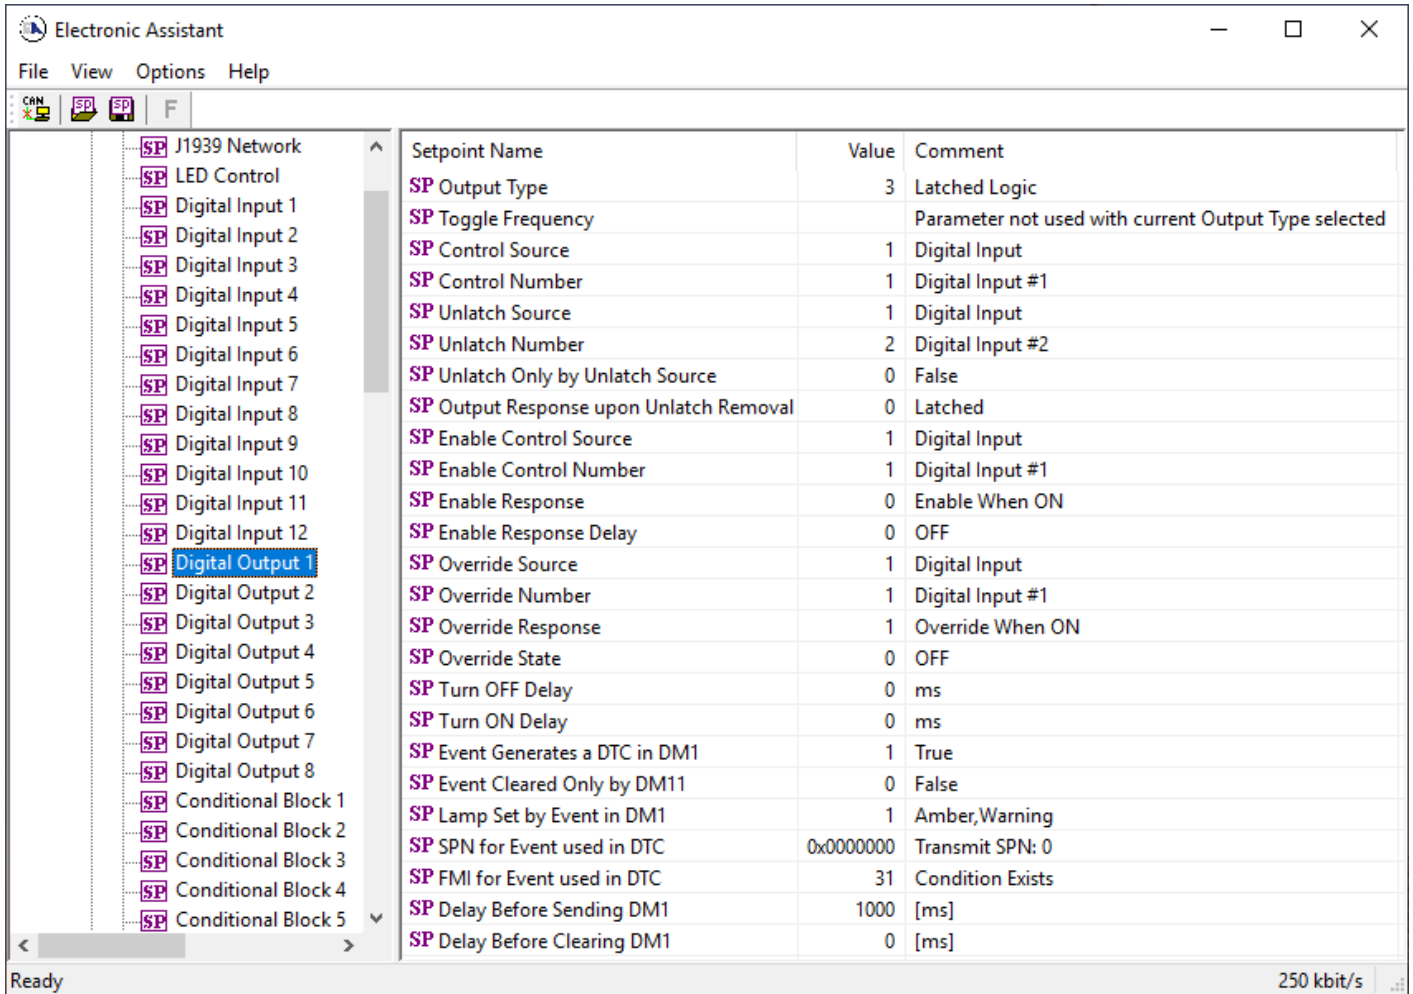 Electronic Assistant
File View Options Help
CAN SP SP F
SP J1939 Network
SP LED Control
SP Digital Input 1
SP Digital Input 2
SP Digital Input 3
SP Digital Input 4
SP Digital Input 5
SP Digital Input 6
SP Digital Input 7
SP Digital Input 8
SP Digital Input 9
SP Digital Input 10
SP Digital Input 11
SP Digital Input 12
SP Digital Output 1
SP Digital Output 2
SP Digital Output 3
SP Digital Output 4
SP Digital Output 5
SP Digital Output 6
SP Digital Output 7
SP Digital Output 8
SP Conditional Block 1
SP Conditional Block 2
SP Conditional Block 3
SP Conditional Block 4
SP Conditional Block 5
Setpoint Name Value Comment
SP Output Type 3 Latched Logic
SP Toggle Frequency Parameter not used with current Output Type selected
SP Control Source 1 Digital Input
SP Control Number 1 Digital Input #1
SP Unlatch Source 1 Digital Input
SP Unlatch Number 2 Digital Input #2
SP Unlatch Only by Unlatch Source 0 False
SP Output Response upon Unlatch Removal 0 Latched
SP Enable Control Source 1 Digital Input
SP Enable Control Number 1 Digital Input #1
SP Enable Response 0 Enable When ON
SP Enable Response Delay 0 OFF
SP Override Source 1 Digital Input
SP Override Number 1 Digital Input #1
SP Override Response 1 Override When ON
SP Override State 0 OFF
SP Turn OFF Delay 0 ms
SP Turn ON Delay 0 ms
SP Event Generates a DTC in DM1 1 True
SP Event Cleared Only by DM11 0 False
SP Lamp Set by Event in DM1 1 Amber,Warning
SP SPN for Event used in DTC 0x0000000 Transmit SPN: 0
SP FMI for Event used in DTC 31 Condition Exists
SP Delay Before Sending DM1 1000 [ms]
SP Delay Before Clearing DM1 0 [ms]
Ready 250 kbit/s